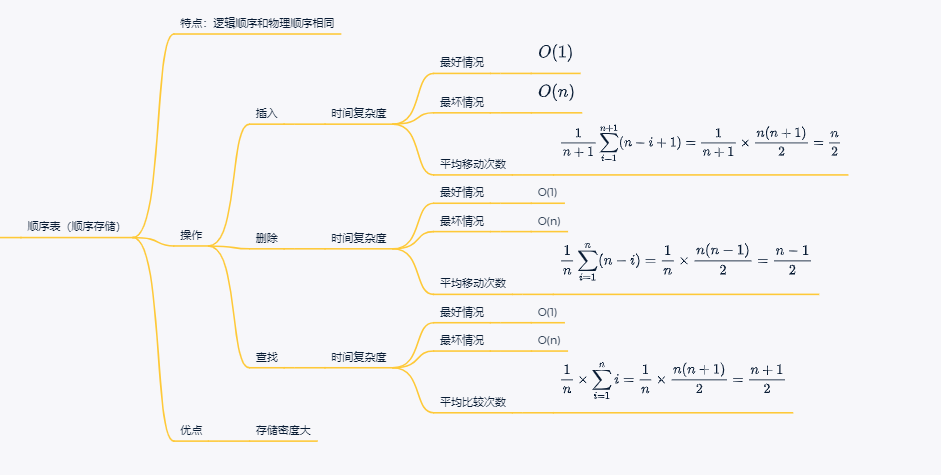 特点：逻辑顺序和物理顺序相同
最好情况 O(1)
最坏情况 O(n)
插入 时间复杂度
平均移动次数 \frac{1}{n+1}\sum_{i=1}^{n+1}(n-i+1)=\frac{1}{n+1}\times\frac{n(n+1)}{2}=\frac{n}{2}
顺序表（顺序存储）
操作
最好情况 O(1)
最坏情况 O(n)
删除 时间复杂度
平均移动次数 \frac{1}{n}\sum_{i=1}^{n}(n-i)=\frac{1}{n}\times\frac{n(n-1)}{2}=\frac{n-1}{2}
最好情况 O(1)
最坏情况 O(n)
查找 时间复杂度
平均比较次数 \frac{1}{n}\times\sum_{i=1}^{n}i=\frac{1}{n}\times\frac{n(n+1)}{2}=\frac{n+1}{2}
优点 存储密度大